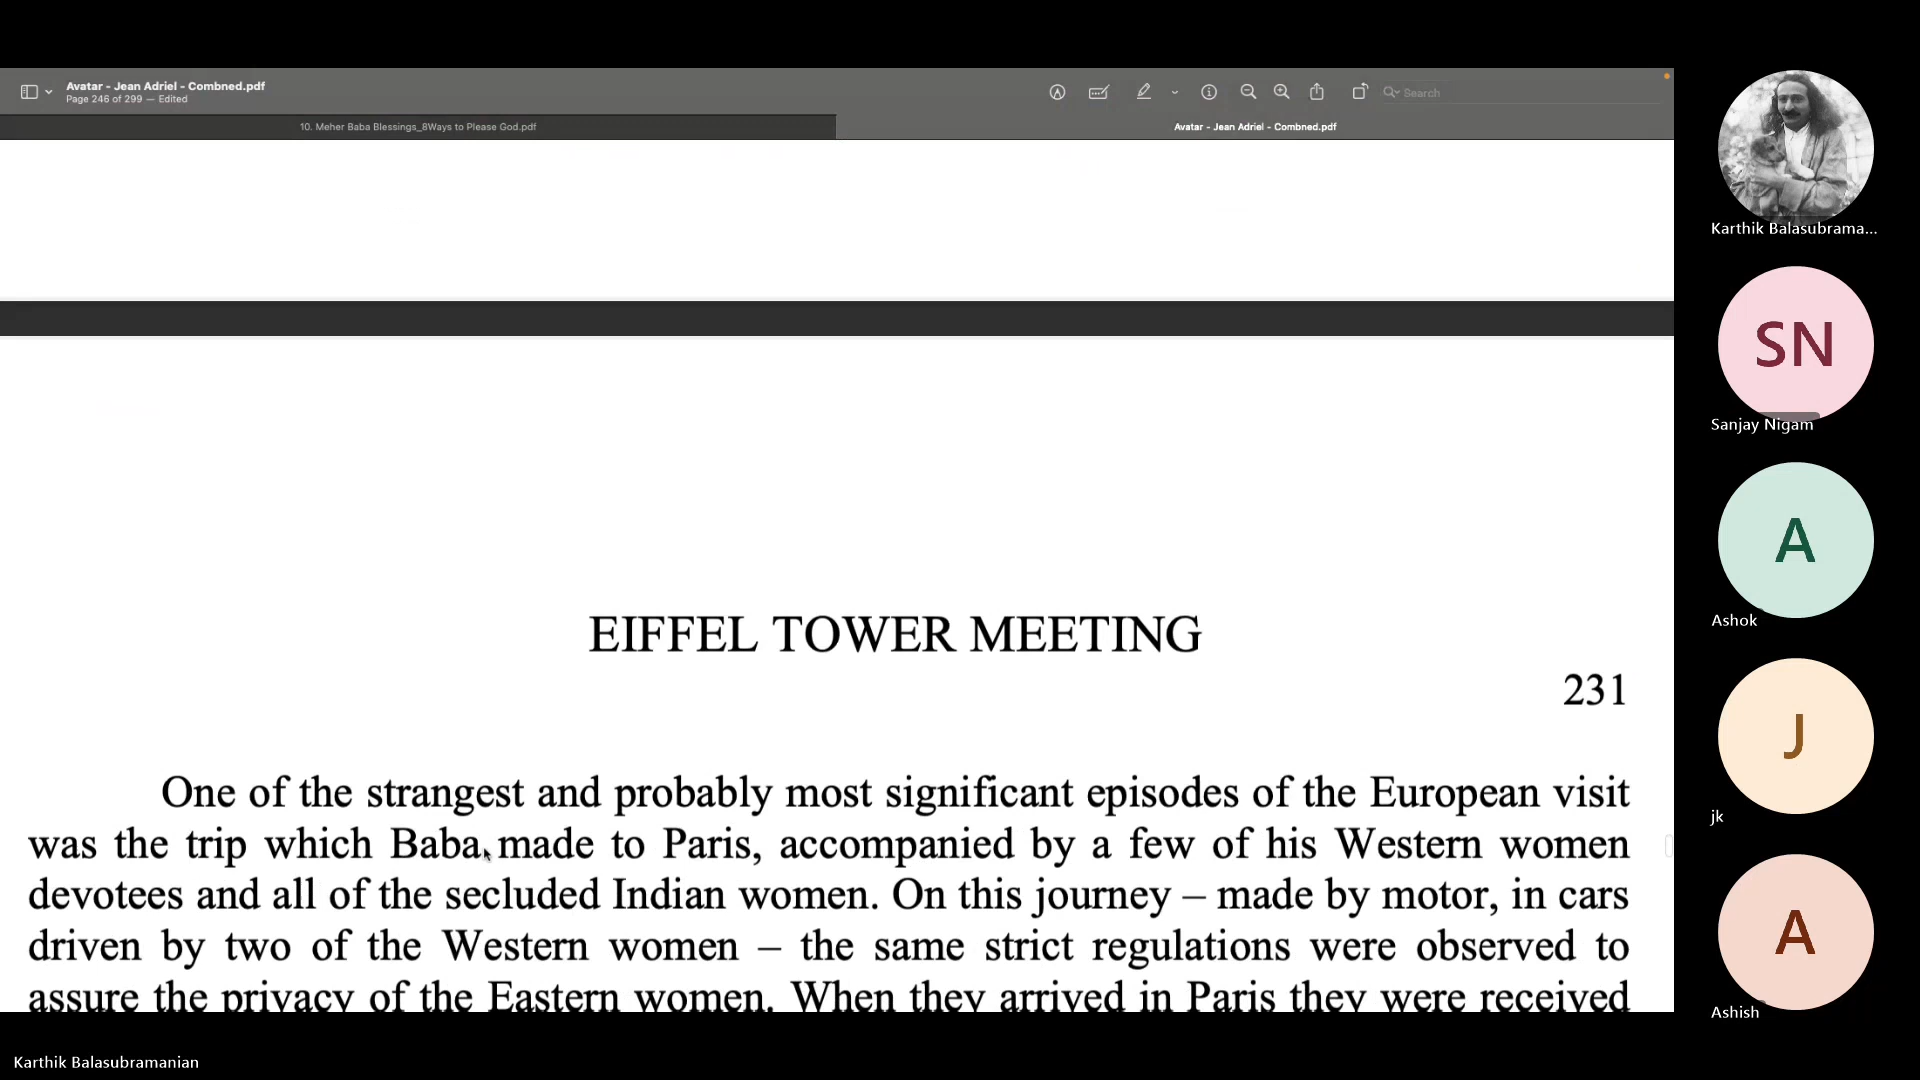 Avatar - Jean Adriel - Combned.pdf
Page 246 of 299 — Edited
Search
10. Meher Baba Blessings_8Ways to Please God.pdf
Avatar - Jean Adriel - Combned.pdf
EIFFEL TOWER MEETING
231
One of the strangest and probably most significant episodes of the European visit
was the trip which Baba made to Paris, accompanied by a few of his Western women
devotees and all of the secluded Indian women. On this journey – made by motor, in cars
driven by two of the Western women – the same strict regulations were observed to
assure the privacy of the Eastern women. When they arrived in Paris they were received
Karthik Balasubrama...
SN
Sanjay Nigam
A
Ashok
J
jk
A
Ashish
Karthik Balasubramanian